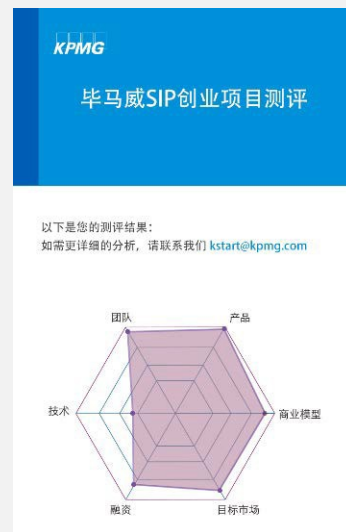 KPMG
毕马威SIP创业项目测评
以下是您的测评结果：
如需更详细的分析，请联系我们 kstart@kpmg.com
团队
产品
技术
商业模型
融资
目标市场